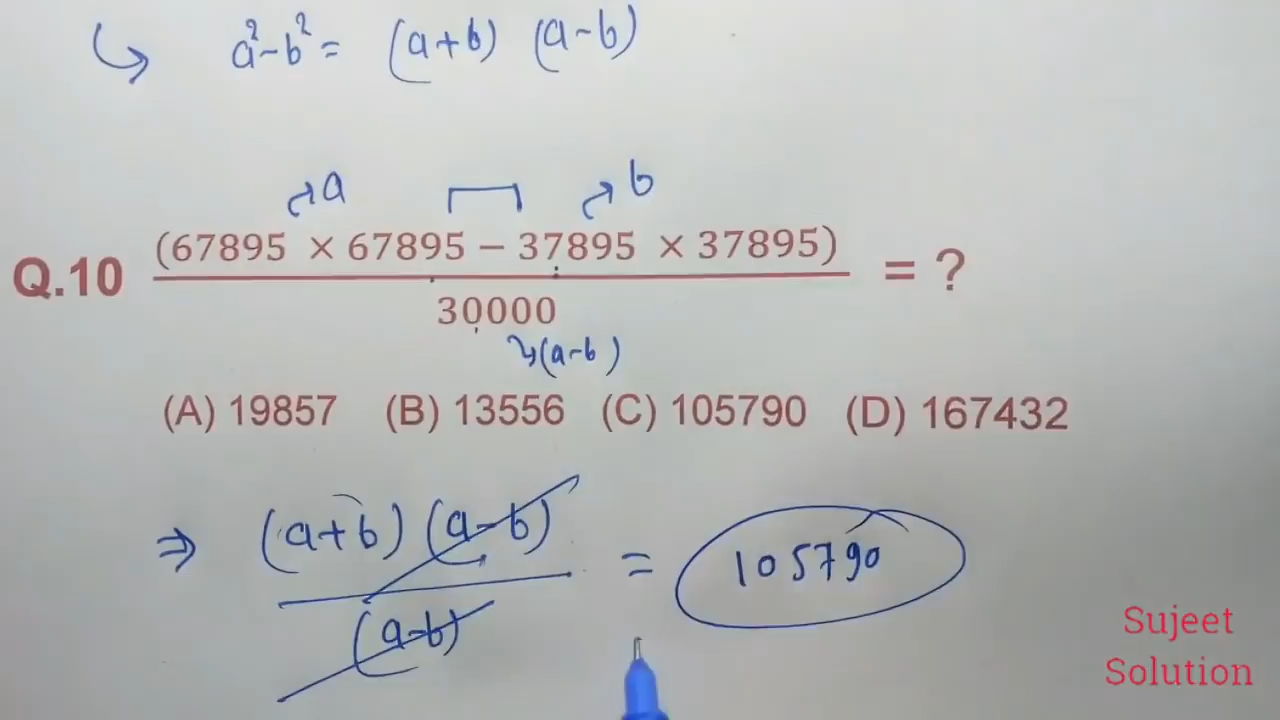 a²-b² = (a+b) (a-b)
a b
(67895 × 67895 − 37895 × 37895)
Q.10 = ?
30000
(a-b)
(A) 19857 (B) 13556 (C) 105790 (D) 167432
⇒ (a+b) (a-b)
= 105790
(a-b)
Sujeet
Solution